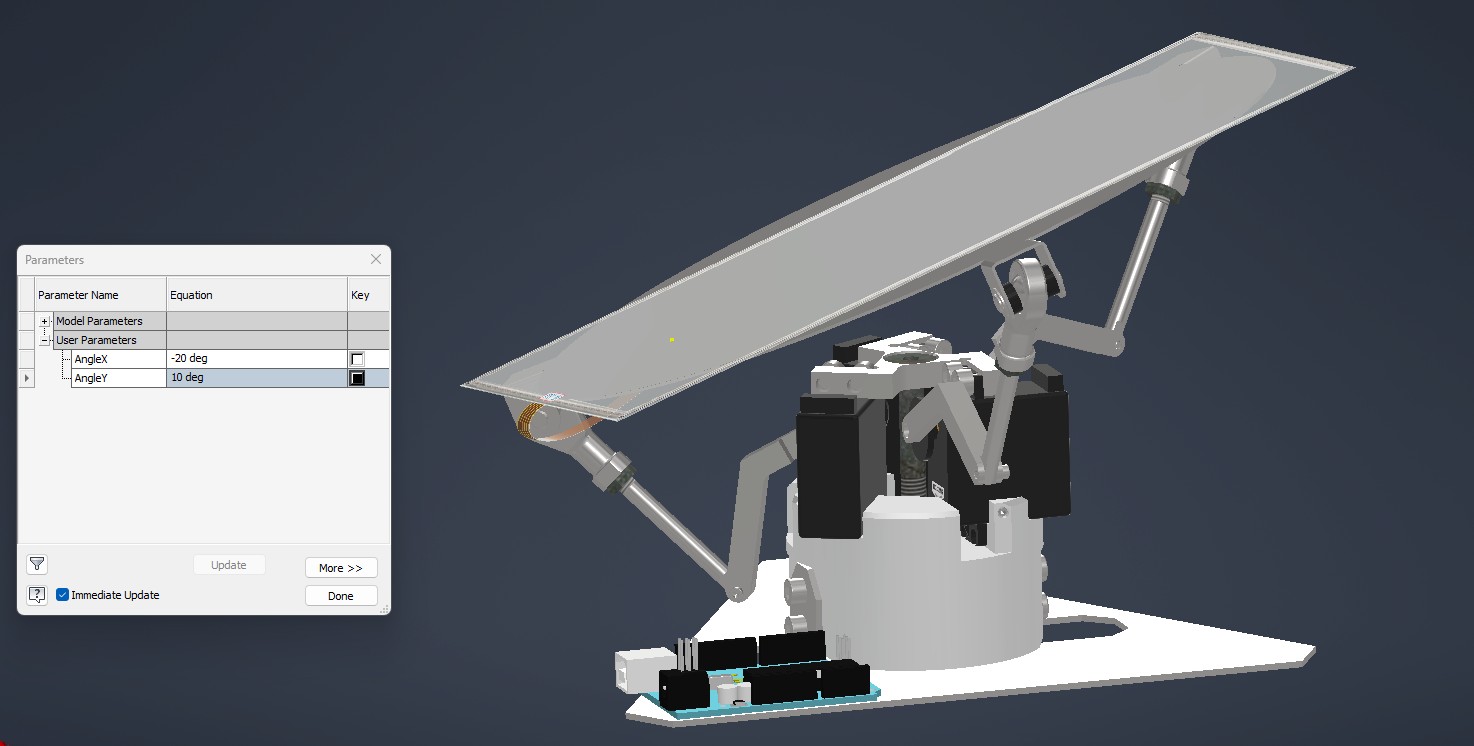 Parameters
Parameter Name Equation Key
Model Parameters
User Parameters
AngleX -20 deg
AngleY 10 deg
Update More >>
Immediate Update Done